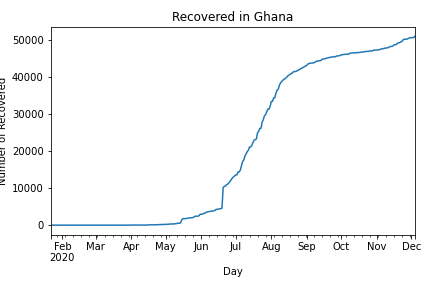 Recovered in Ghana
50000
40000
30000
20000
10000
0
Number of Recovered
Feb Mar Apr May Jun Jul Aug Sep Oct Nov Dec
2020
Day